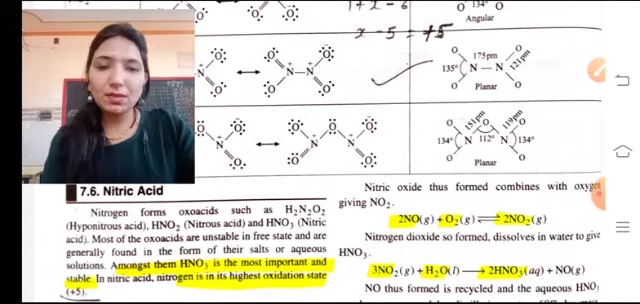 1+x-6
x-5=+5
134°
Angular
175pm
135°
121pm
N — N
Planar
151pm
119pm
134° N 112° N 134°
Planar
7.6. Nitric Acid
Nitrogen forms oxoacids such as H₂N₂O₂
(Hyponitrous acid), HNO₂ (Nitrous acid) and HNO₃ (Nitric
acid). Most of the oxoacids are unstable in free state and are
generally found in the form of their salts or aqueous
solutions. Amongst them HNO₃ is the most important and
stable. In nitric acid, nitrogen is in its highest oxidation state
(+5).
Nitric oxide thus formed combines with oxygen
giving NO₂.
2NO(g) + O₂(g) ⇌ 2NO₂(g)
Nitrogen dioxide so formed, dissolves in water to give
HNO₃.
3NO₂(g) + H₂O(l) ⟶ 2HNO₃(aq) + NO(g)
NO thus formed is recycled and the aqueous HNO₃